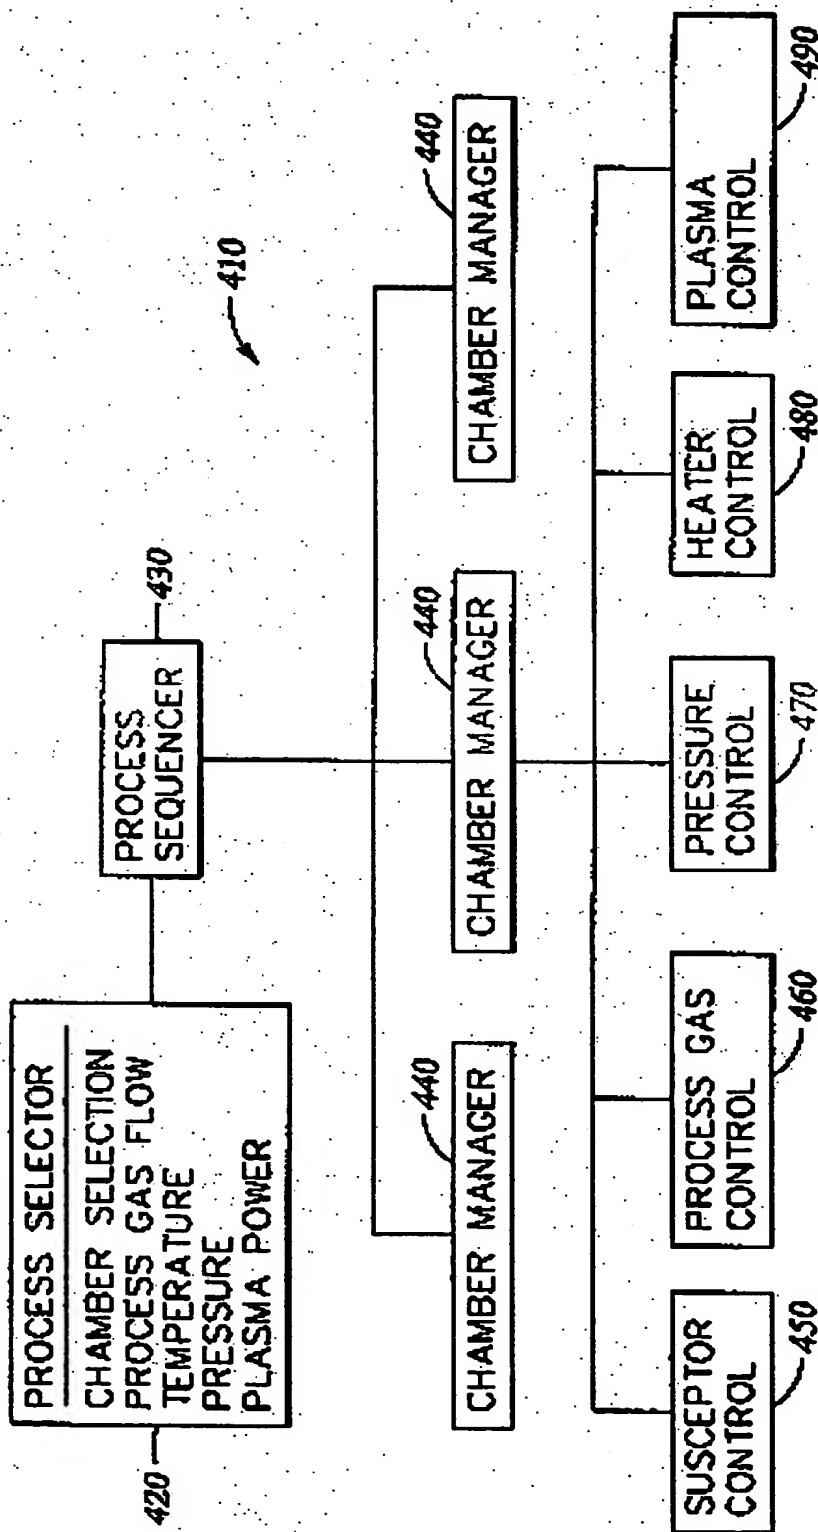 PROCESS SELECTOR
CHAMBER SELECTION
PROCESS GAS FLOW
TEMPERATURE
PRESSURE
PLASMA POWER
420
PROCESS
SEQUENCER
430
410
CHAMBER MANAGER
440
CHAMBER MANAGER
440
CHAMBER MANAGER
440
SUSCEPTOR
CONTROL
450
PROCESS GAS
CONTROL
460
PRESSURE
CONTROL
470
HEATER
CONTROL
480
PLASMA
CONTROL
490